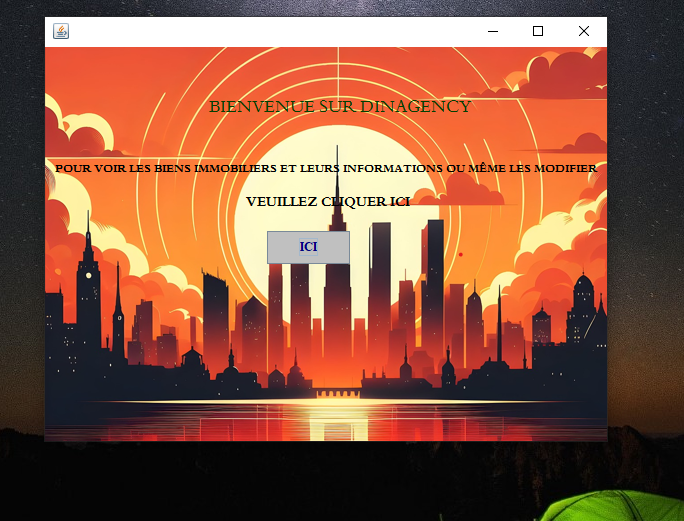 BIENVENUE SUR DINAGENCY
POUR VOIR LES BIENS IMMOBILIERS ET LEURS INFORMATIONS OU MÊME LES MODIFIER
VEUILLEZ CLIQUER ICI
ICI